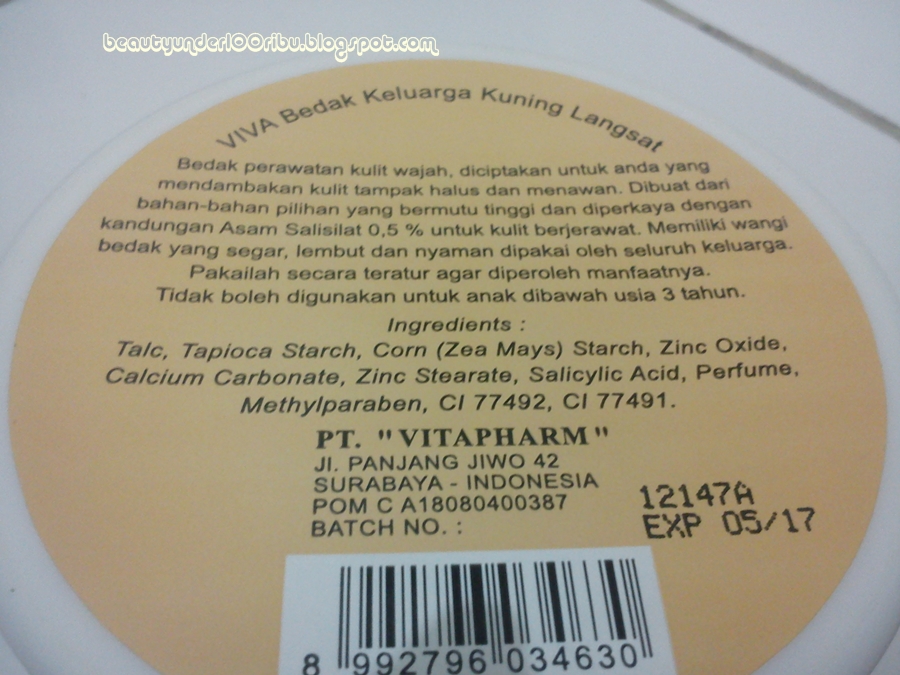 beautyunder100ribu.blogspot.com
VIVA Bedak Keluarga Kuning Langsat
Bedak perawatan kulit wajah, diciptakan untuk anda yang
mendambakan kulit tampak halus dan menawan. Dibuat dari
bahan-bahan pilihan yang bermutu tinggi dan diperkaya dengan
kandungan Asam Salisilat 0,5 % untuk kulit berjerawat. Memiliki wangi
bedak yang segar, lembut dan nyaman dipakai oleh seluruh keluarga.
Pakailah secara teratur agar diperoleh manfaatnya.
Tidak boleh digunakan untuk anak dibawah usia 3 tahun.
Ingredients :
Talc, Tapioca Starch, Corn (Zea Mays) Starch, Zinc Oxide,
Calcium Carbonate, Zinc Stearate, Salicylic Acid, Perfume,
Methylparaben, CI 77492, CI 77491.
PT. "VITAPHARM"
Jl. PANJANG JIWO 42
SURABAYA - INDONESIA
POM C A18080400387
BATCH NO. :
12147A
EXP 05/17
8 992796 034630